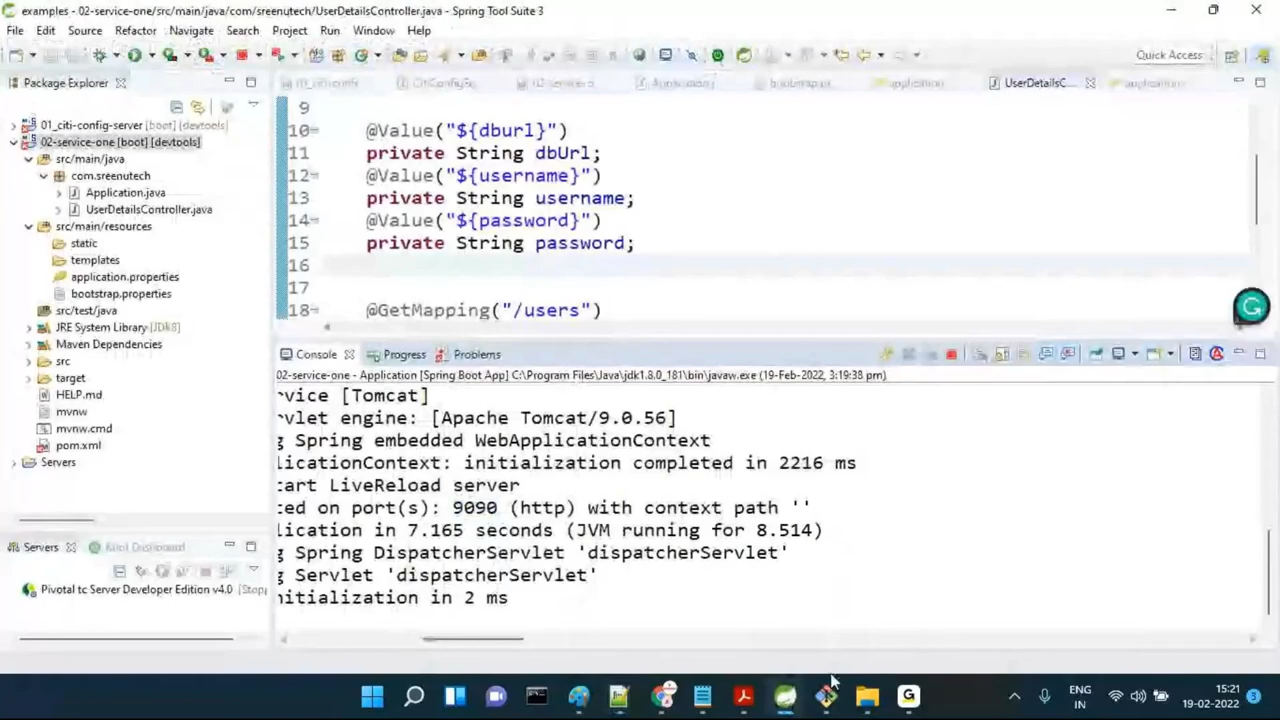 examples - 02-service-one/src/main/java/com/sreenutech/UserDetailsController.java - Spring Tool Suite 3
File Edit Source Refactor Navigate Search Project Run Window Help
Quick Access
Package Explorer
UserDetailsC...
01_citi-config-server [boot] [devtools]
02-service-one [boot] [devtools]
src/main/java
com.sreenutech
Application.java
UserDetailsController.java
src/main/resources
static
templates
application.properties
bootstrap.properties
src/test/java
JRE System Library [JDK8]
Maven Dependencies
src
target
HELP.md
mvnw
mvnw.cmd
pom.xml
Servers
9
10 @Value("${dburl}")
11 private String dbUrl;
12 @Value("${username}")
13 private String username;
14 @Value("${password}")
15 private String password;
16
17
18 @GetMapping("/users")
Console Progress Problems
02-service-one - Application [Spring Boot App] C:\Program Files\Java\jdk1.8.0_181\bin\javaw.exe (19-Feb-2022, 3:19:38 pm)
rvice [Tomcat]
rvlet engine: [Apache Tomcat/9.0.56]
g Spring embedded WebApplicationContext
licationContext: initialization completed in 2216 ms
tart LiveReload server
ted on port(s): 9090 (http) with context path ''
lication in 7.165 seconds (JVM running for 8.514)
g Spring DispatcherServlet 'dispatcherServlet'
g Servlet 'dispatcherServlet'
nitialization in 2 ms
Servers Boot Dashboard
Pivotal tc Server Developer Edition v4.0 [Stopp
ENG
IN
15:21
19-02-2022
3